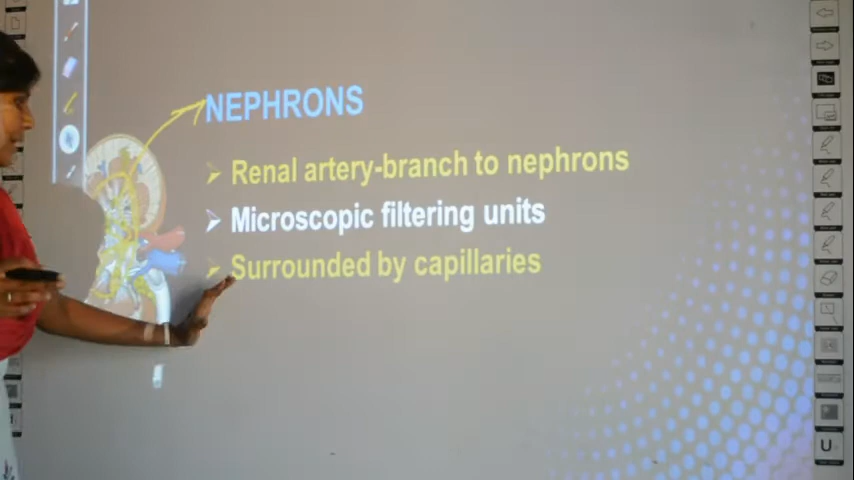 NEPHRONS
Renal artery-branch to nephrons
Microscopic filtering units
Surrounded by capillaries
U